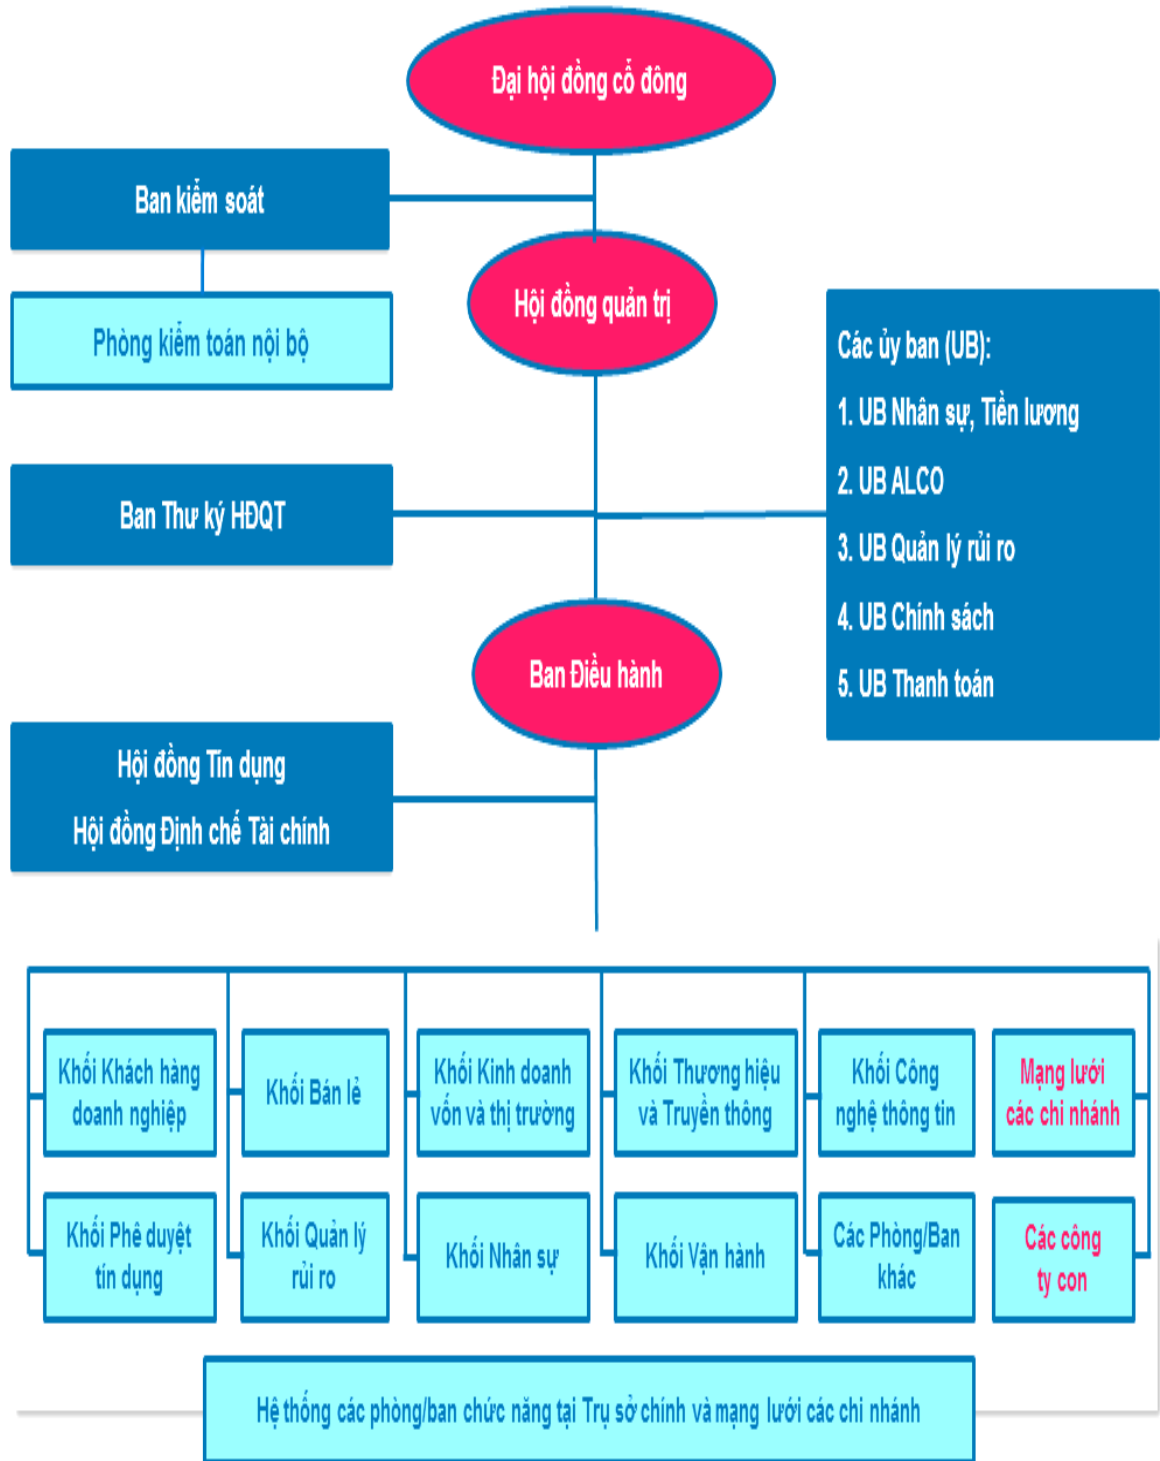 Đại hội đồng cổ đông
Ban kiểm soát
Phòng kiểm toán nội bộ
Hội đồng quản trị
Các ủy ban (UB):
1. UB Nhân sự, Tiền lương
2. UB ALCO
3. UB Quản lý rủi ro
4. UB Chính sách
5. UB Thanh toán
Ban Thư ký HĐQT
Ban Điều hành
Hội đồng Tín dụng
Hội đồng Định chế Tài chính
Khối Khách hàng
doanh nghiệp
Khối Bán lẻ
Khối Kinh doanh
vốn và thị trường
Khối Thương hiệu
và Truyền thông
Khối Công
nghệ thông tin
Mạng lưới
các chi nhánh
Khối Phê duyệt
tín dụng
Khối Quản lý
rủi ro
Khối Nhân sự
Khối Vận hành
Các Phòng/Ban
khác
Các công
ty con
Hệ thống các phòng/ban chức năng tại Trụ sở chính và mạng lưới các chi nhánh